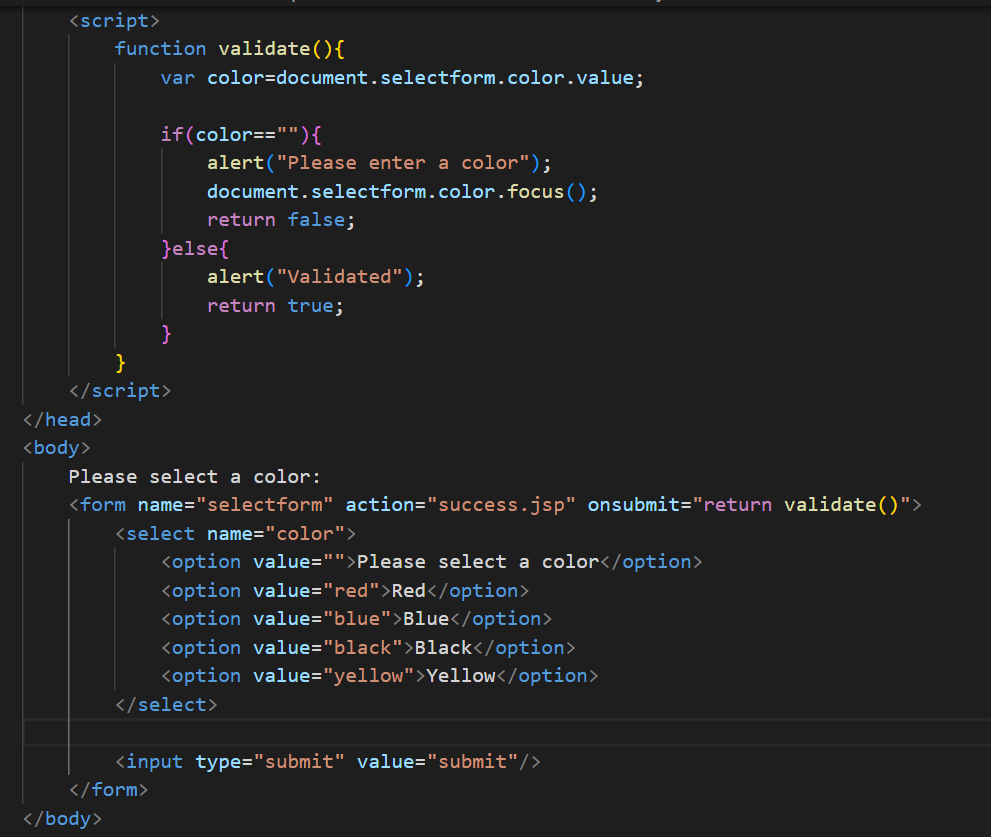 <script>
function validate(){
var color=document.selectform.color.value;
if(color==""){
alert("Please enter a color");
document.selectform.color.focus();
return false;
}else{
alert("Validated");
return true;
}
}
</script>
</head>
<body>
Please select a color:
<form name="selectform" action="success.jsp" onsubmit="return validate()">
<select name="color">
<option value="">Please select a color</option>
<option value="red">Red</option>
<option value="blue">Blue</option>
<option value="black">Black</option>
<option value="yellow">Yellow</option>
</select>
<input type="submit" value="submit"/>
</form>
</body>